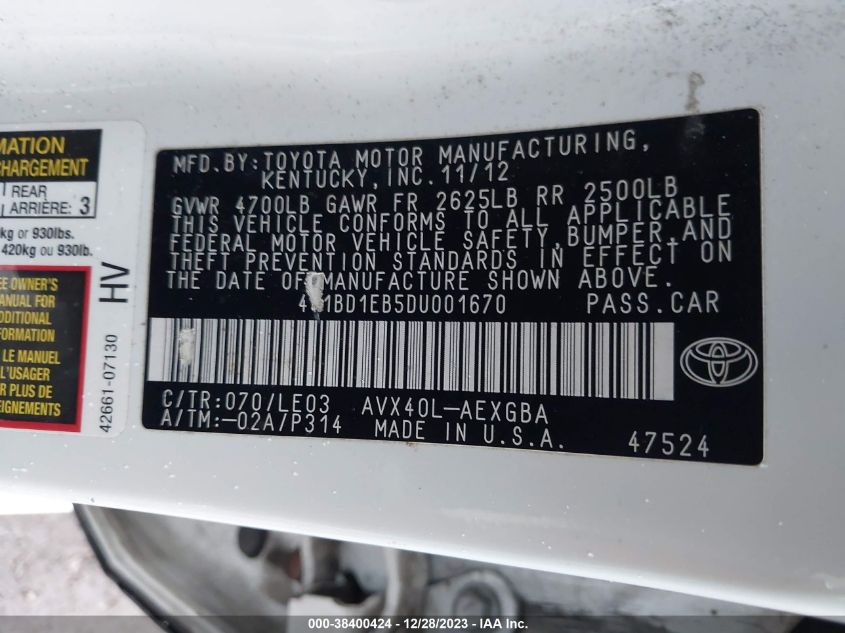 MATION
CHARGEMENT
REAR
ARRIÈRE: 3
kg or 930lbs.
420kg ou 930lb.
EE OWNER'S
MANUAL FOR
ADDITIONAL
FORMATION
LE MANUEL
L'USAGER
R PLUS DE
EIGNEMENTS
HV
42661-07130
MFD. BY: TOYOTA MOTOR MANUFACTURING,
KENTUCKY, INC. 11/12
GVWR 4700LB GAWR FR 2625LB RR 2500LB
THIS VEHICLE CONFORMS TO ALL APPLICABLE
FEDERAL MOTOR VEHICLE SAFETY, BUMPER, AND
THEFT PREVENTION STANDARDS IN EFFECT ON
THE DATE OF MANUFACTURE SHOWN ABOVE.
1BD1EB5DU001670 PASS. CAR
C/TR: 070/LE03 AVX40L-AEXGBA
A/TM: -02A/P314 MADE IN U.S.A. 47524
000-38400424 - 12/28/2023 - IAA